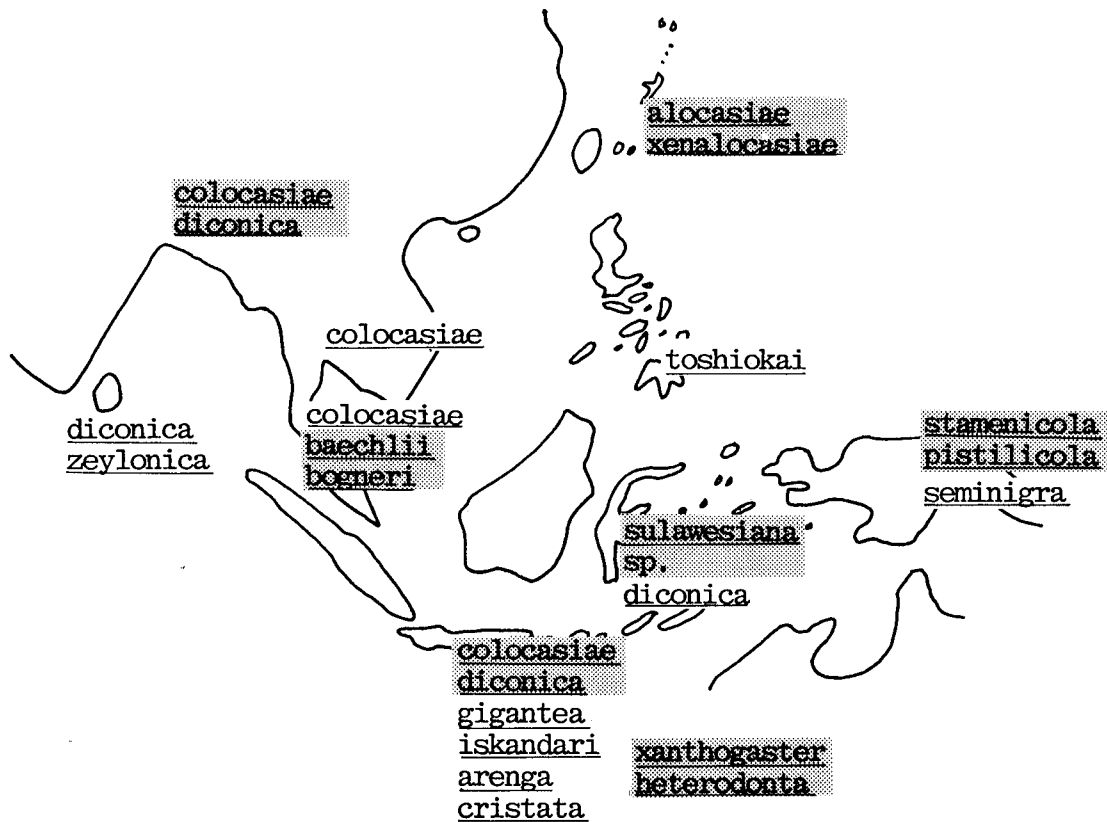 alocasiae
xenalocasiae
colocasiae
diconica
colocasiae
toshiokai
diconica
zeylonica
colocasiae
baechlii
bogneri
stamenicola
pistilicola
seminigra
sulawesiana
sp.
diconica
colocasiae
diconica
gigantea
iskandari
arenga
cristata
xanthogaster
heterodonta